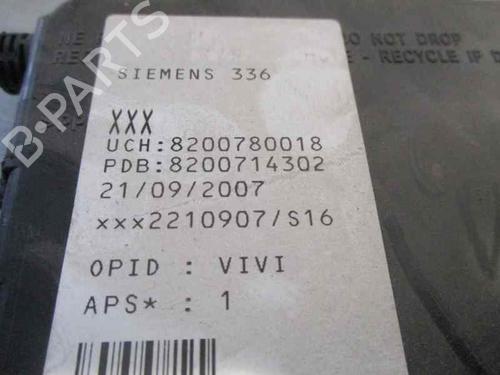 DO NOT DROP
- RECYCLE IF D
SIEMENS 336
XXX
UCH:8200780018
PDB:8200714302
21/09/2007
xxx2210907/S16
OPID : VIVI
APS* : 1